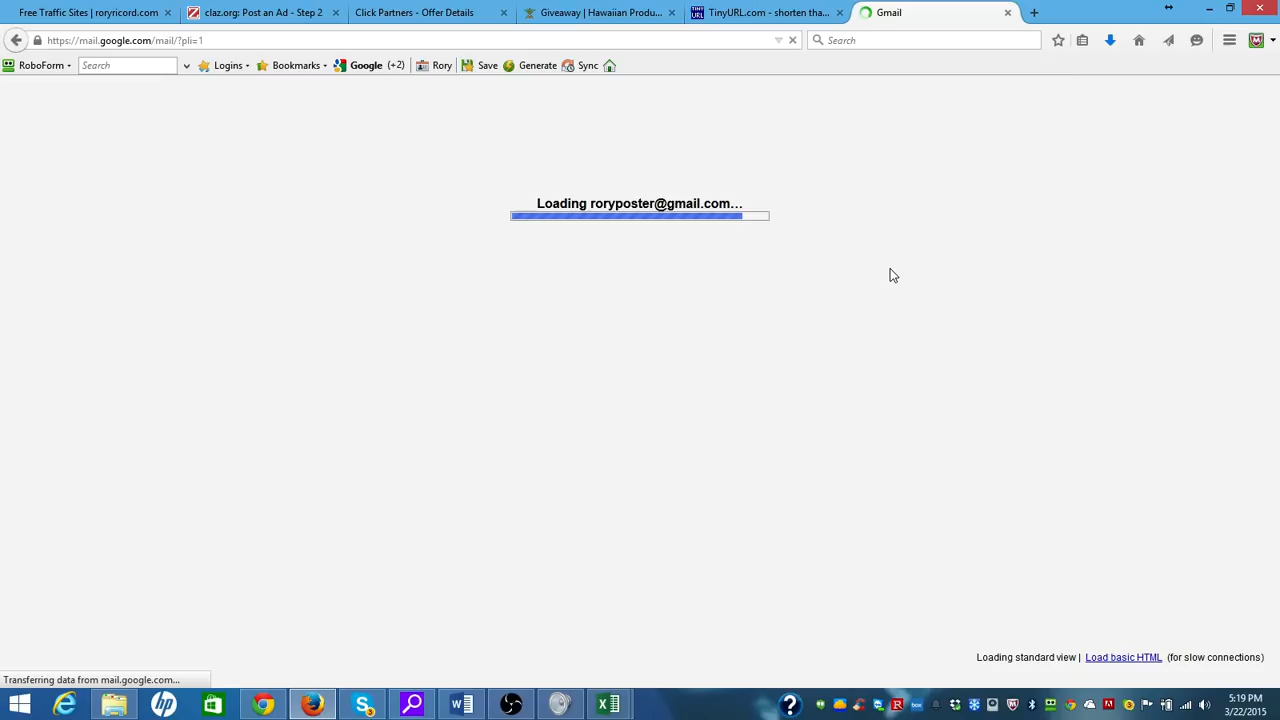 Free Traffic Sites | roryricord.com
claz.org: Post an Ad - Step 2
Click Partners - Offer Details
Giveaway | Hawaiian Produ...
TinyURL.com - shorten tha...
Gmail
https://mail.google.com/mail/?pli=1
Search
RoboForm
Search
Logins
Bookmarks
Google (+2)
Rory
Save
Generate
Sync
Loading roryposter@gmail.com…
Loading standard view | Load basic HTML (for slow connections)
Transferring data from mail.google.com...
5:19 PM
3/22/2015